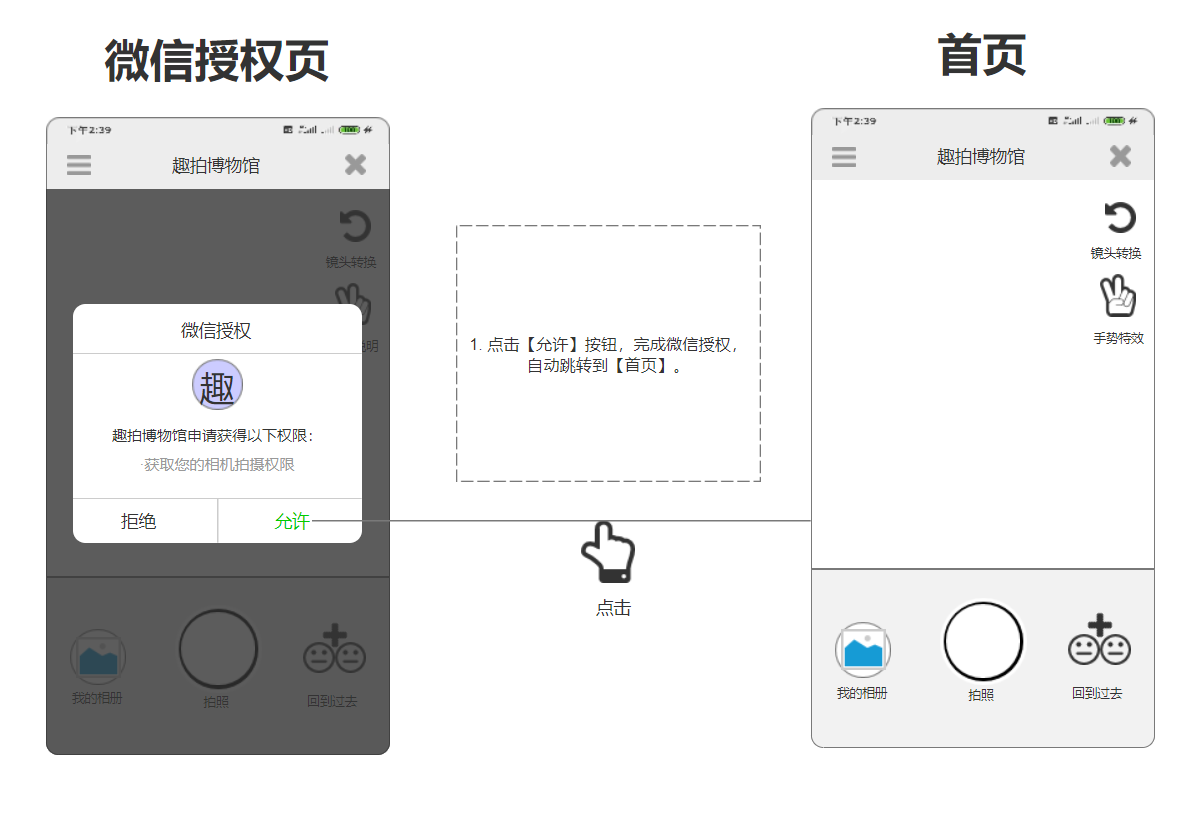 微信授权页
下午2:39
趣拍博物馆
镜头转换
明
微信授权
趣
趣拍博物馆申请获得以下权限：
·获取您的相机拍摄权限
拒绝
允许
我的相册
拍照
回到过去
1. 点击【允许】按钮，完成微信授权，
自动跳转到【首页】。
点击
首页
下午2:39
趣拍博物馆
镜头转换
手势特效
我的相册
拍照
回到过去